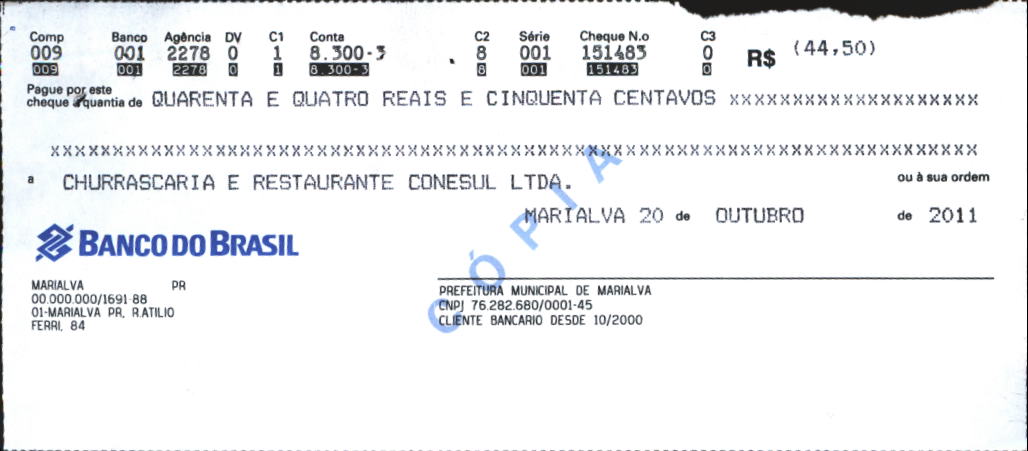 Comp Banco Agência DV C1 Conta C2 Série Cheque N.o C3
009 001 2278 0 1 8.300-3 8 001 151483 0 R$ (44,50)
009 001 2278 0 1 8.300-3 8 001 151483 0
Pague por este
cheque a quantia de QUARENTA E QUATRO REAIS E CINQUENTA CENTAVOS xxxxxxxxxxxxxxxxxxxx
xxxxxxxxxxxxxxxxxxxxxxxxxxxxxxxxxxxxxxxxxxxxxxxxxxxxxxxxxxxxxxxxxxxxxxxxxxx
a CHURRASCARIA E RESTAURANTE CONESUL LTDA. ou à sua ordem
MARIALVA 20 de OUTUBRO de 2011
BANCO DO BRASIL
CÓPIA
MARIALVA PR
00.000.000/1691-88
01-MARIALVA PR, R.ATILIO
FERRI, 84
PREFEITURA MUNICIPAL DE MARIALVA
CNPJ 76.282.680/0001-45
CLIENTE BANCARIO DESDE 10/2000